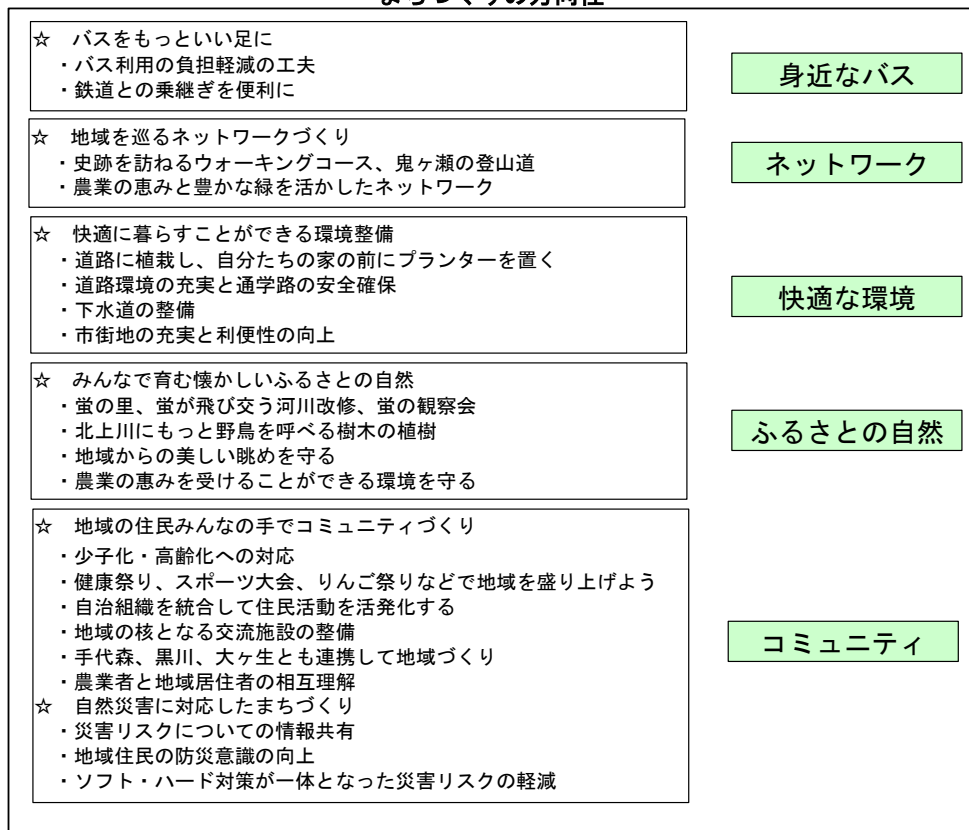 まちづくりの方向性
☆ バスをもっといい足に
・バス利用の負担軽減の工夫
・鉄道との乗継ぎを便利に
身近なバス
☆ 地域を巡るネットワークづくり
・史跡を訪ねるウォーキングコース、鬼ヶ瀬の登山道
・農業の恵みと豊かな緑を活かしたネットワーク
ネットワーク
☆ 快適に暮らすことができる環境整備
・道路に植栽し、自分たちの家の前にプランターを置く
・道路環境の充実と通学路の安全確保
・下水道の整備
・市街地の充実と利便性の向上
快適な環境
☆ みんなで育む懐かしいふるさとの自然
・蛍の里、蛍が飛び交う河川改修、蛍の観察会
・北上川にもっと野鳥を呼べる樹木の植樹
・地域からの美しい眺めを守る
・農業の恵みを受けることができる環境を守る
ふるさとの自然
☆ 地域の住民みんなの手でコミュニティづくり
・少子化・高齢化への対応
・健康祭り、スポーツ大会、りんご祭りなどで地域を盛り上げよう
・自治組織を統合して住民活動を活発化する
・地域の核となる交流施設の整備
・手代森、黒川、大ヶ生とも連携して地域づくり
・農業者と地域居住者の相互理解
☆ 自然災害に対応したまちづくり
・災害リスクについての情報共有
・地域住民の防災意識の向上
・ソフト・ハード対策が一体となった災害リスクの軽減
コミュニティ